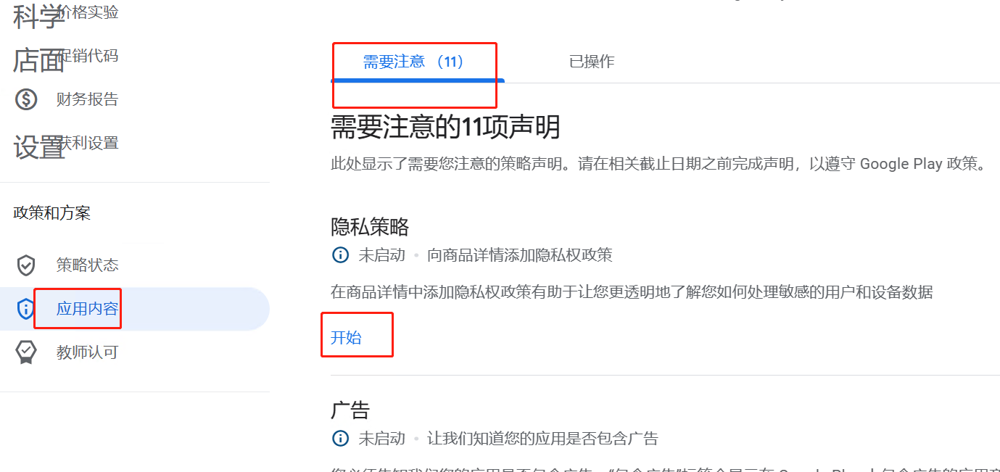 科学
价格实验
店面
促销代码
财务报告
设置
获利设置
政策和方案
策略状态
应用内容
教师认可
需要注意 （11）
已操作
需要注意的11项声明
此处显示了需要您注意的策略声明。请在相关截止日期之前完成声明，以遵守 Google Play 政策。
隐私策略
未启动 • 向商品详情添加隐私权政策
在商品详情中添加隐私权政策有助于让您更透明地了解您如何处理敏感的用户和设备数据
开始
广告
未启动 • 让我们知道您的应用是否包含广告